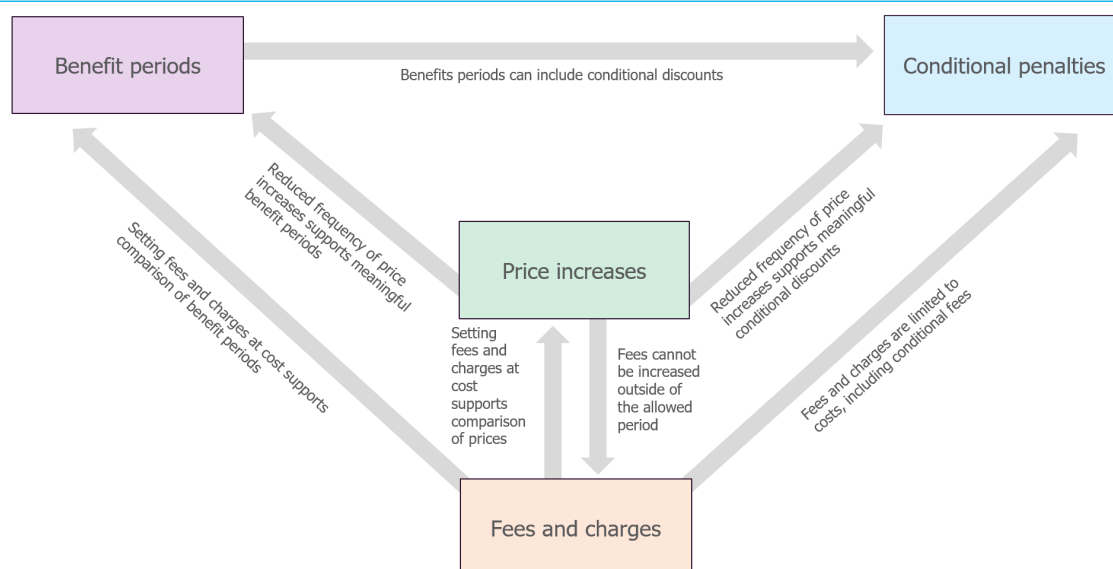 Benefit periods
Conditional penalties
Benefits periods can include conditional discounts
Reduced frequency of price
increases supports meaningful
benefit periods
Reduced frequency of price
increases supports meaningful
conditional discounts
Setting fees and charges at cost supports
comparison of benefit periods
Price increases
Fees and charges are limited to
costs, including conditional fees
Setting
fees and
charges at
cost
supports
comparison
of prices
Fees cannot
be increased
outside of
the allowed
period
Fees and charges